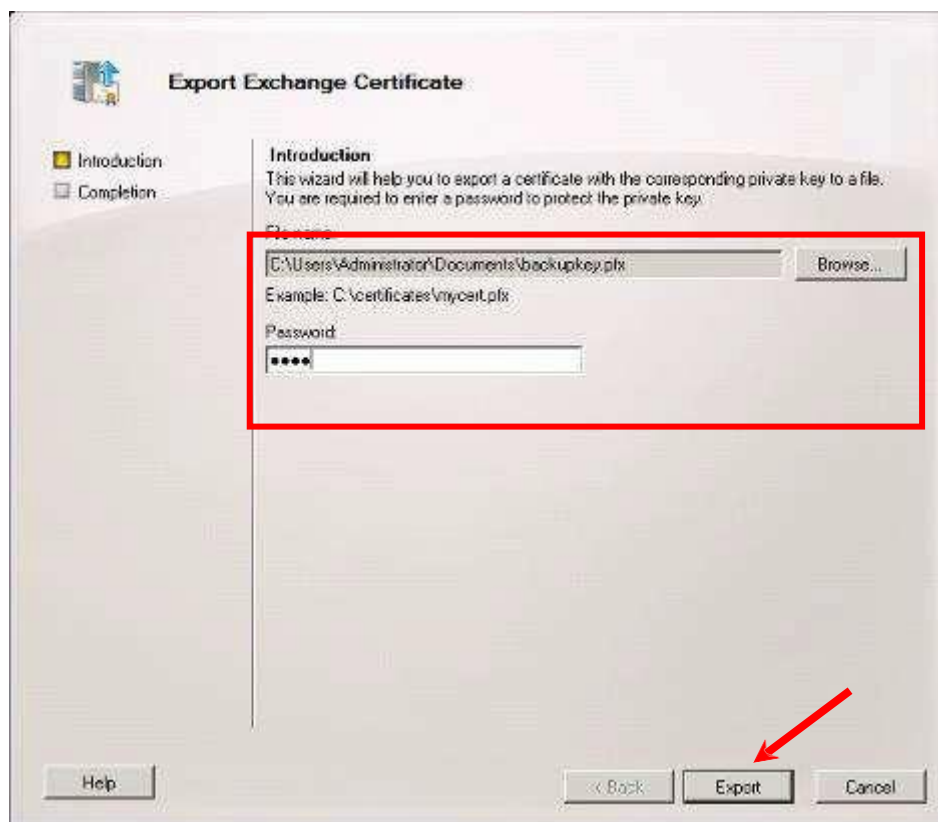 Export Exchange Certificate
Introduction
Completion
Introduction
This wizard will help you to export a certificate with the corresponding private key to a file.
You are required to enter a password to protect the private key.
File name:
C:\Users\Administrator\Documents\backupkey.pfx
Browse...
Example: C:\certificates\mycert.pfx
Password:
••••
Help
< Back
Export
Cancel